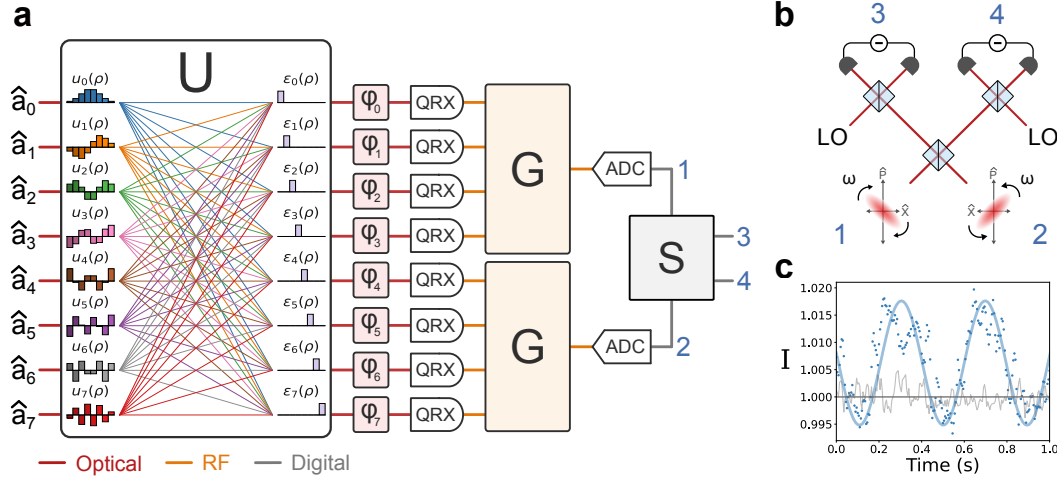 a
U
â₀ u₀(ρ) ε₀(ρ) φ₀ QRX
â₁ u₁(ρ) ε₁(ρ) φ₁ QRX
â₂ u₂(ρ) ε₂(ρ) φ₂ QRX
â₃ u₃(ρ) ε₃(ρ) φ₃ QRX
â₄ u₄(ρ) ε₄(ρ) φ₄ QRX
â₅ u₅(ρ) ε₅(ρ) φ₅ QRX
â₆ u₆(ρ) ε₆(ρ) φ₆ QRX
â₇ u₇(ρ) ε₇(ρ) φ₇ QRX
G
G
ADC 1
ADC 2
S
3
4
Optical RF Digital
b
3 4
− −
LO LO
ω p̂ x̂
p̂ x̂ ω
1 2
c
I
1.020
1.015
1.010
1.005
1.000
0.995
0.0 0.2 0.4 0.6 0.8 1.0
Time (s)